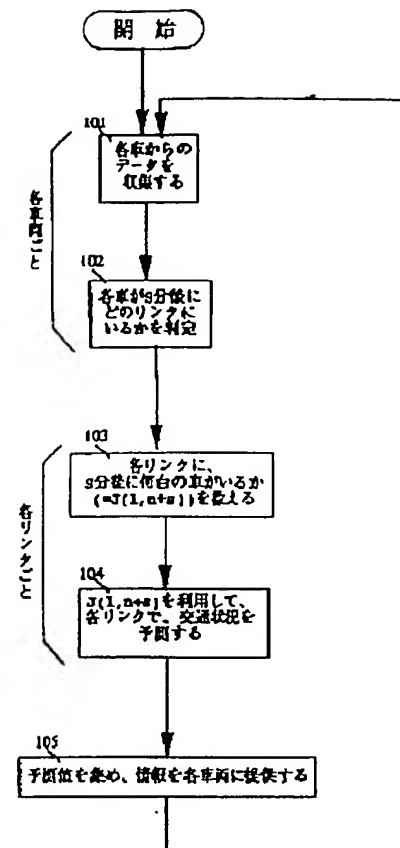 開 始
101
各車からの
データを
収集する
各車両ごと
102
各車がs分後に
どのリンクに
いるかを判定
103
各リンクに、
s分後に何台の車がいるか
(=J(l,n+s))を数える
各リンクごと
104
J(l,n+s)を利用して、
各リンクで、交通状況を
予測する
105
予測値を集め、情報を各車両に提供する